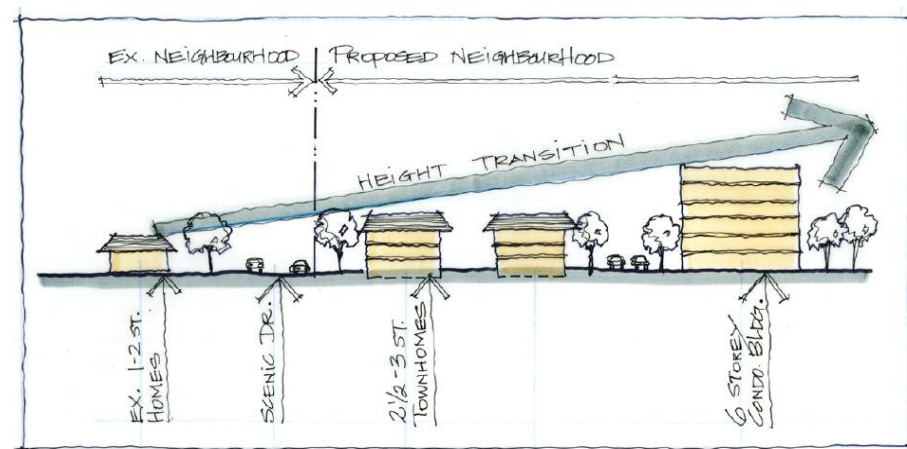 EX. NEIGHBOURHOOD
PROPOSED NEIGHBOURHOOD
HEIGHT TRANSITION
EX. 1-2 ST.
HOMES
SCENIC DR.
2½-3 ST.
TOWNHOMES
6 STOREY
CONDO. BLDG.